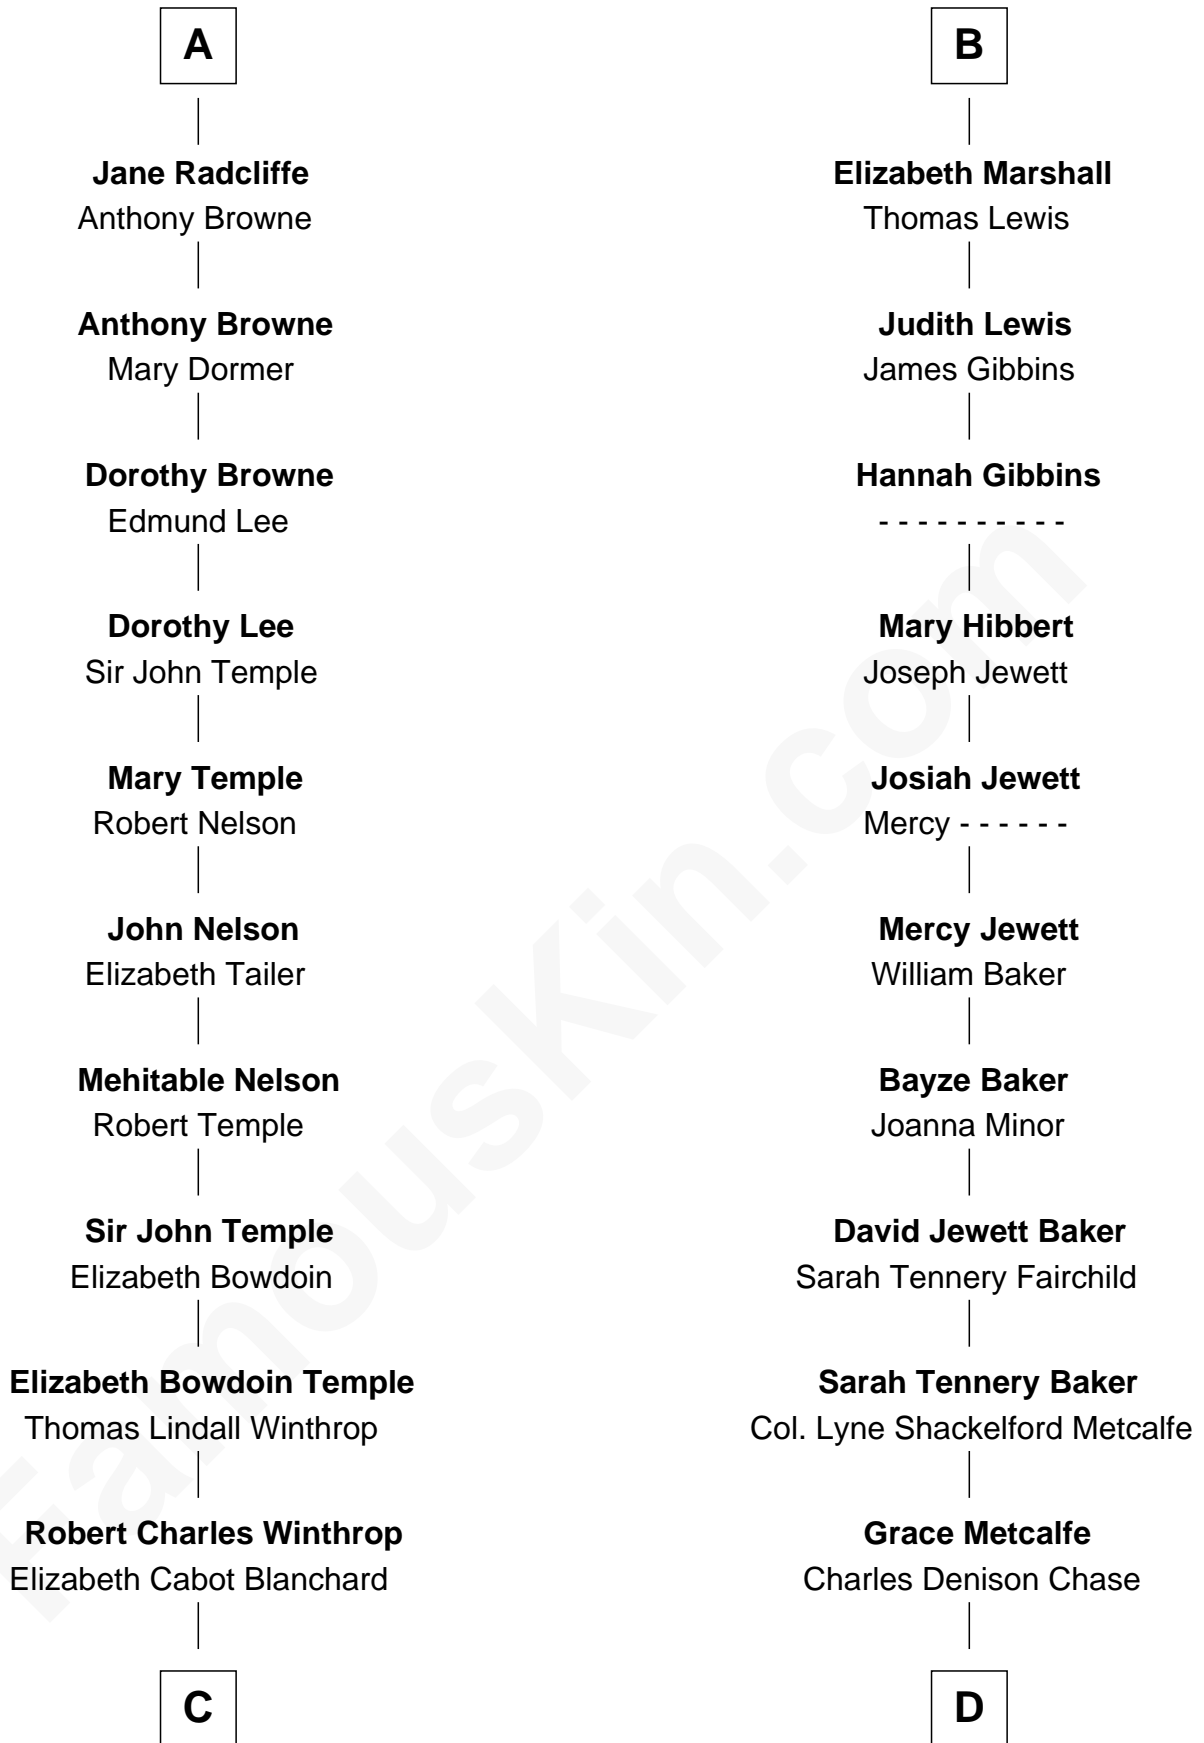 A
Jane Radcliffe
Anthony Browne
Anthony Browne
Mary Dormer
Dorothy Browne
Edmund Lee
Dorothy Lee
Sir John Temple
Mary Temple
Robert Nelson
John Nelson
Elizabeth Tailer
Mehitable Nelson
Robert Temple
Sir John Temple
Elizabeth Bowdoin
Elizabeth Bowdoin Temple
Thomas Lindall Winthrop
Robert Charles Winthrop
Elizabeth Cabot Blanchard
C
B
Elizabeth Marshall
Thomas Lewis
Judith Lewis
James Gibbins
Hannah Gibbins
- - - - - - - - - -
Mary Hibbert
Joseph Jewett
Josiah Jewett
Mercy - - - - - -
Mercy Jewett
William Baker
Bayze Baker
Joanna Minor
David Jewett Baker
Sarah Tennery Fairchild
Sarah Tennery Baker
Col. Lyne Shackelford Metcalfe
Grace Metcalfe
Charles Denison Chase
D
FamousKin.com